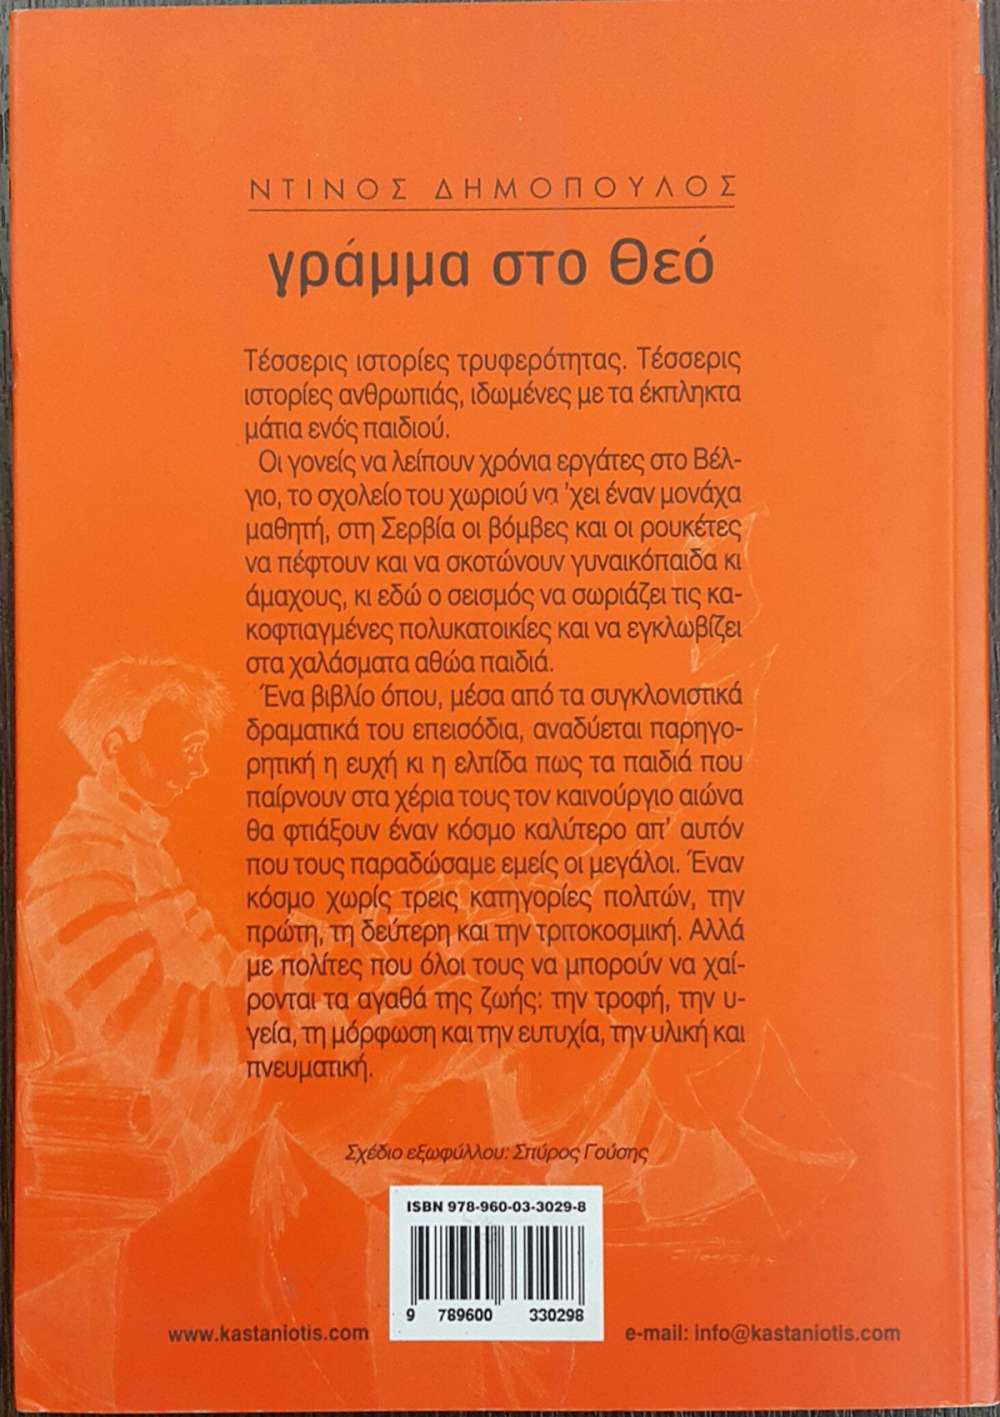 ΝΤΙΝΟΣ ΔΗΜΟΠΟΥΛΟΣ
γράμμα στο Θεό
Τέσσερις ιστορίες τρυφερότητας. Τέσσερις
ιστορίες ανθρωπιάς, ιδωμένες με τα έκπληκτα
μάτια ενός παιδιού.
Οι γονείς να λείπουν χρόνια εργάτες στο Βέλ-
γιο, το σχολείο του χωριού να 'χει έναν μονάχα
μαθητή, στη Σερβία οι βόμβες και οι ρουκέτες
να πέφτουν και να σκοτώνουν γυναικόπαιδα κι
άμαχους, κι εδώ ο σεισμός να σωριάζει τις κα-
κοφτιαγμένες πολυκατοικίες και να εγκλωβίζει
στα χαλάσματα αθώα παιδιά.
Ένα βιβλίο όπου, μέσα από τα συγκλονιστικά
δραματικά του επεισόδια, αναδύεται παρηγο-
ρητική η ευχή κι η ελπίδα πως τα παιδιά που
παίρνουν στα χέρια τους τον καινούργιο αιώνα
θα φτιάξουν έναν κόσμο καλύτερο απ' αυτόν
που τους παραδώσαμε εμείς οι μεγάλοι. Έναν
κόσμο χωρίς τρεις κατηγορίες πολιτών, την
πρώτη, τη δεύτερη και την τριτοκοσμική. Αλλά
με πολίτες που όλοι τους να μπορούν να χαί-
ρονται τα αγαθά της ζωής: την τροφή, την υ-
γεία, τη μόρφωση και την ευτυχία, την υλική και
πνευματική.
Σχέδιο εξωφύλλου: Σπύρος Γούσης
ISBN 978-960-03-3029-8
9 789600 330298
www.kastaniotis.com
e-mail: info@kastaniotis.com